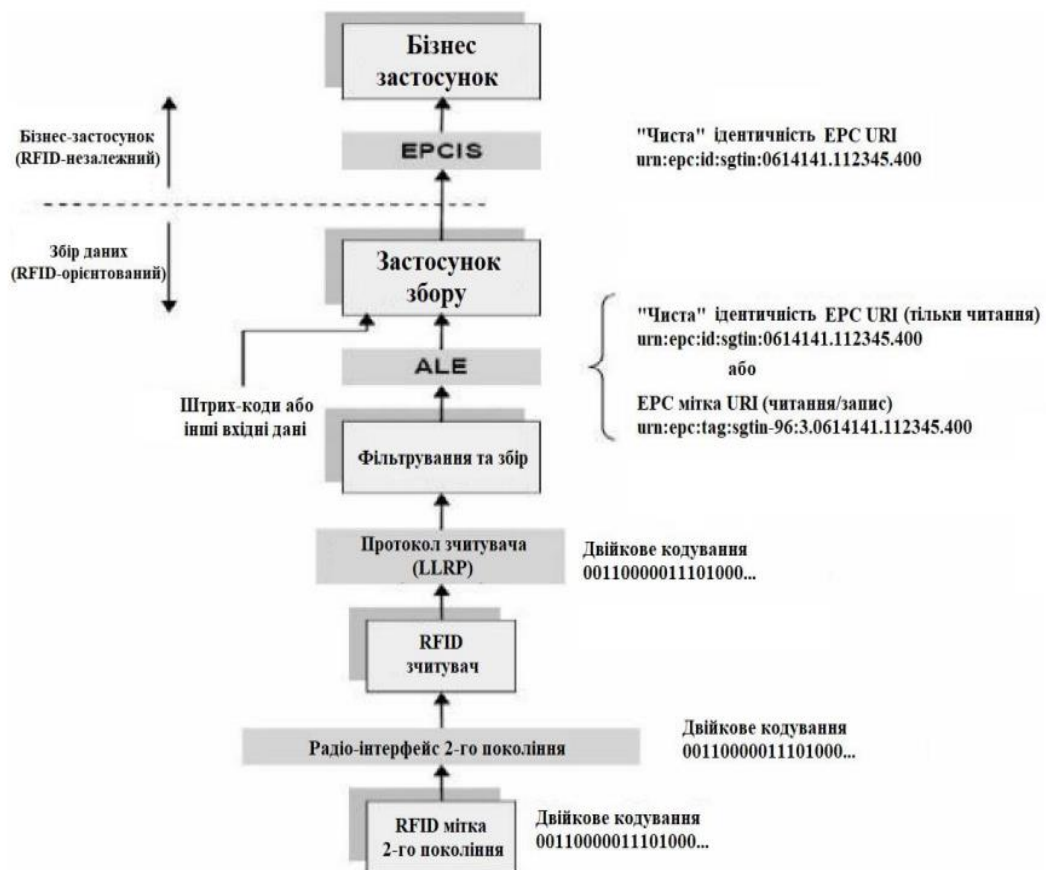 Бізнес
застосунок
Бізнес-застосунок
(RFID-незалежний)
EPCIS
"Чиста" ідентичність EPC URI
urn:epc:id:sgtin:0614141.112345.400
Збір даних
(RFID-орієнтований)
Застосунок
збору
"Чиста" ідентичність EPC URI (тільки читання)
urn:epc:id:sgtin:0614141.112345.400
або
EPC мітка URI (читання/запис)
urn:epc:tag:sgtin-96:3.0614141.112345.400
ALE
Штрих-коди або
інші вхідні дані
Фільтрування та збір
Протокол зчитувача
(LLRP)
Двійкове кодування
00110000011101000...
RFID
зчитувач
Радіо-інтерфейс 2-го покоління
Двійкове кодування
00110000011101000...
RFID мітка
2-го покоління
Двійкове кодування
00110000011101000...